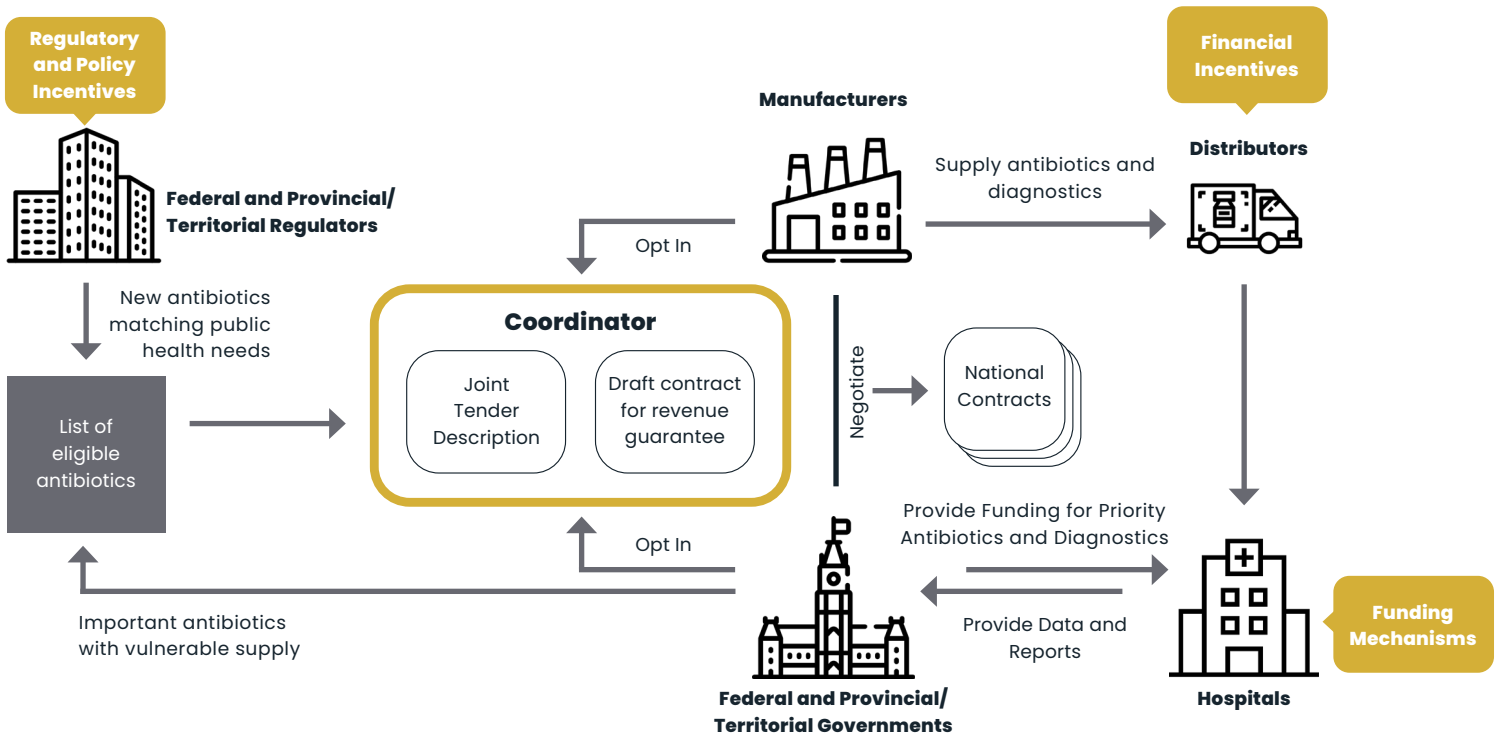 Regulatory
and Policy
Incentives
Financial
Incentives
Manufacturers
Distributors
Supply antibiotics and
diagnostics
Federal and Provincial/
Territorial Regulators
Opt In
New antibiotics
matching public
health needs
Coordinator
Joint
Tender
Description
Draft contract
for revenue
guarantee
Negotiate
National
Contracts
List of
eligible
antibiotics
Provide Funding for Priority
Antibiotics and Diagnostics
Opt In
Important antibiotics
with vulnerable supply
Provide Data and
Reports
Funding
Mechanisms
Federal and Provincial/
Territorial Governments
Hospitals